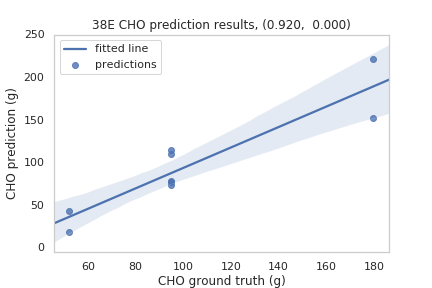 38E CHO prediction results, (0.920,  0.000)
fitted line
predictions
CHO prediction (g)
250
200
150
100
50
0
60 80 100 120 140 160 180
CHO ground truth (g)